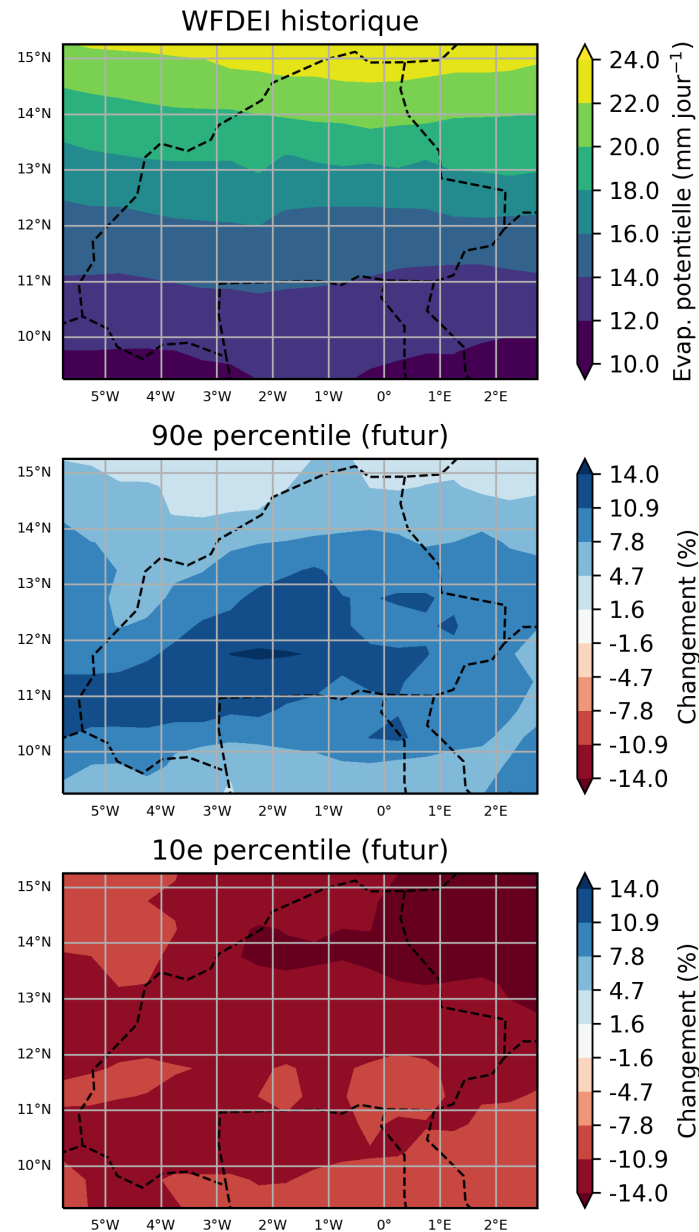 WFDEI historique
15°N
14°N
13°N
12°N
11°N
10°N
5°W 4°W 3°W 2°W 1°W 0° 1°E 2°E
24.0
22.0
20.0
18.0
16.0
14.0
12.0
10.0
Evap. potentielle (mm jour⁻¹)
90e percentile (futur)
15°N
14°N
13°N
12°N
11°N
10°N
5°W 4°W 3°W 2°W 1°W 0° 1°E 2°E
14.0
10.9
7.8
4.7
1.6
-1.6
-4.7
-7.8
-10.9
-14.0
Changement (%)
10e percentile (futur)
15°N
14°N
13°N
12°N
11°N
10°N
5°W 4°W 3°W 2°W 1°W 0° 1°E 2°E
14.0
10.9
7.8
4.7
1.6
-1.6
-4.7
-7.8
-10.9
-14.0
Changement (%)